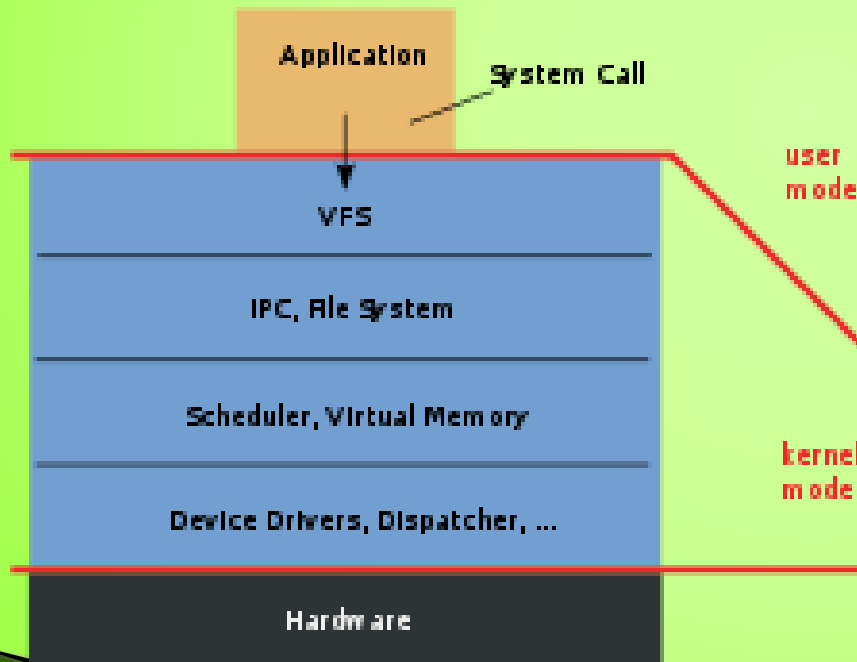 Application
System Call
user
mode
VFS
IPC, File System
Scheduler, Virtual Memory
kernel
mode
Device Drivers, Dispatcher, ...
Hardware